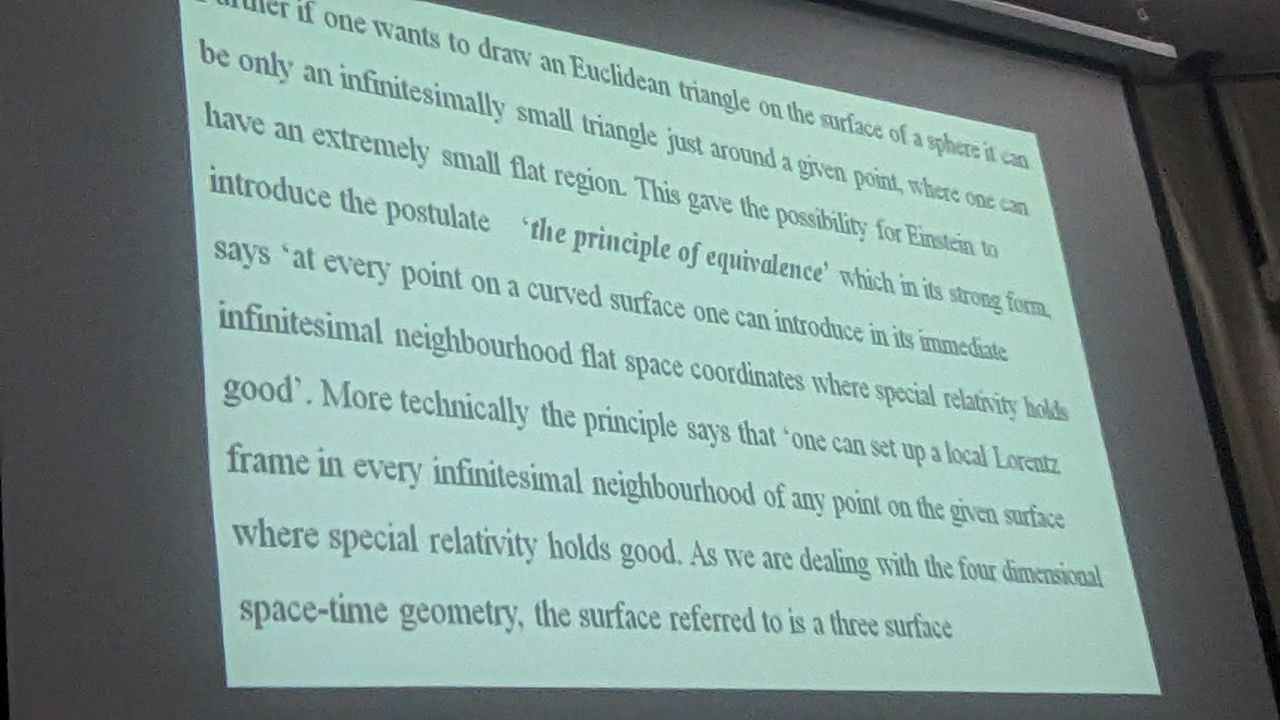 if one wants to draw an Euclidean triangle on the surface of a sphere it can
be only an infinitesimally small triangle just around a given point, where one can
have an extremely small flat region. This gave the possibility for Einstein to
introduce the postulate ‘the principle of equivalence’ which in its strong form,
says ‘at every point on a curved surface one can introduce in its immediate
infinitesimal neighbourhood flat space coordinates where special relativity holds
good’. More technically the principle says that ‘one can set up a local Lorentz
frame in every infinitesimal neighbourhood of any point on the given surface
where special relativity holds good. As we are dealing with the four dimensional
space-time geometry, the surface referred to is a three surface